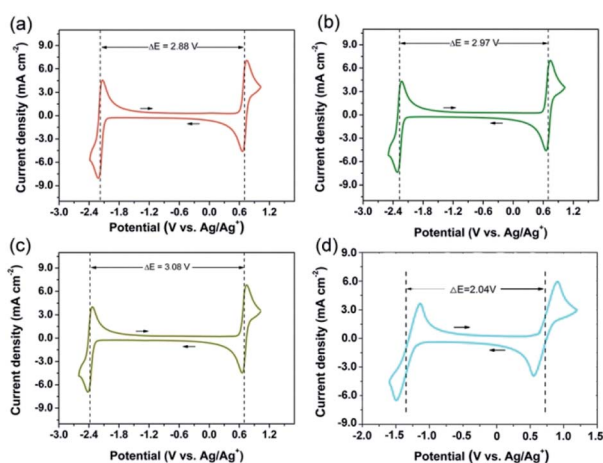 (a)
ΔE = 2.88 V
Current density (mA cm⁻²)
9.0
6.0
3.0
0.0
-3.0
-6.0
-9.0
-3.0 -2.4 -1.8 -1.2 -0.6 0.0 0.6 1.2
Potential (V vs. Ag/Ag⁺)
(b)
ΔE = 2.97 V
Current density (mA cm⁻²)
9.0
6.0
3.0
0.0
-3.0
-6.0
-9.0
-3.0 -2.4 -1.8 -1.2 -0.6 0.0 0.6 1.2
Potential (V vs. Ag/Ag⁺)
(c)
ΔE = 3.08 V
Current density (mA cm⁻²)
9.0
6.0
3.0
0.0
-3.0
-6.0
-9.0
-3.0 -2.4 -1.8 -1.2 -0.6 0.0 0.6 1.2
Potential (V vs. Ag/Ag⁺)
(d)
△E=2.04V
Current density (mA cm⁻²)
9.0
6.0
3.0
0.0
-3.0
-6.0
-9.0
-1.5 -1.0 -0.5 0.0 0.5 1.0 1.5
Potential (V vs. Ag/Ag⁺)